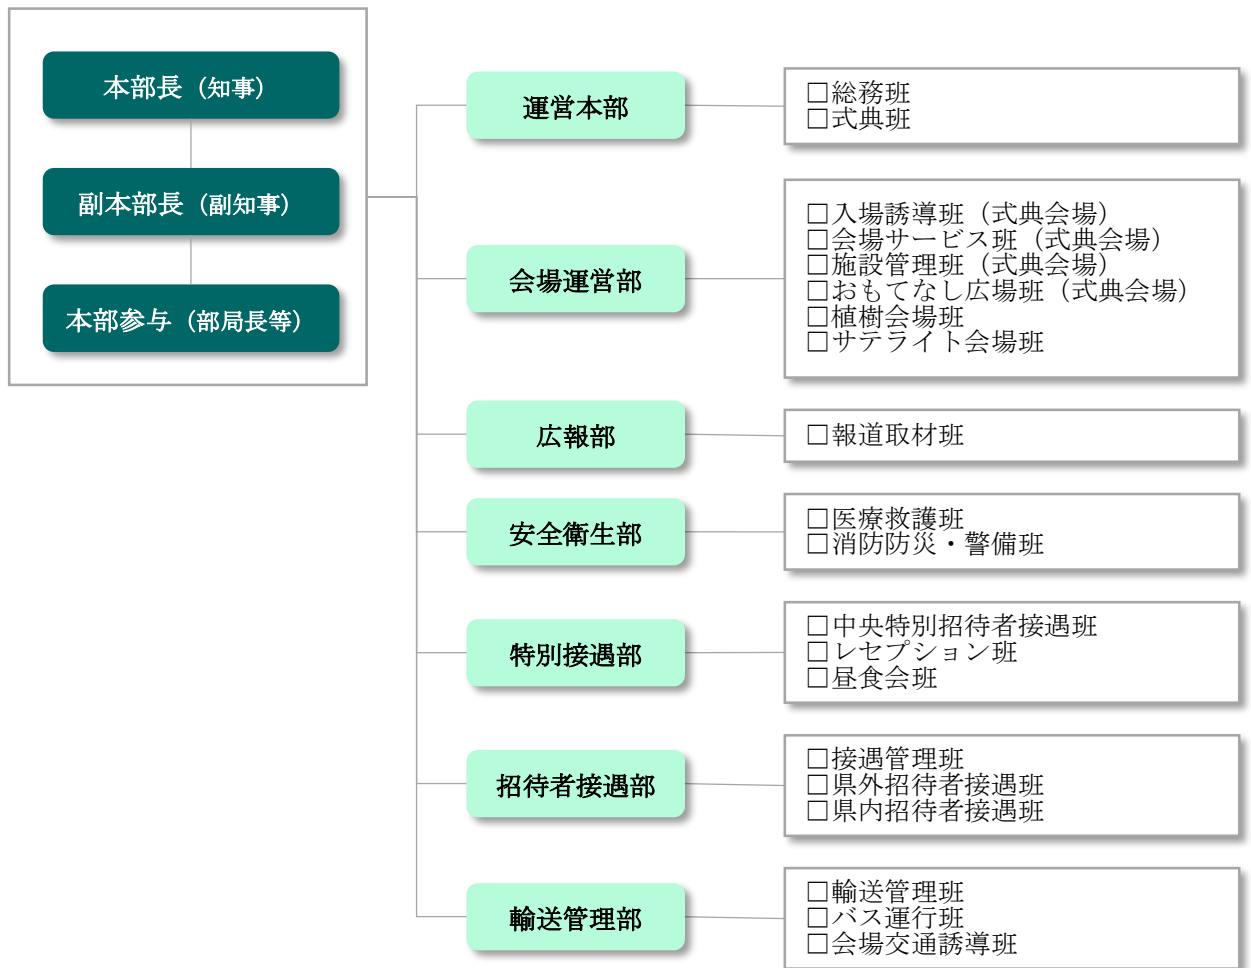 本部長（知事）
副本部長（副知事）
本部参与（部局長等）
運営本部
□総務班
□式典班
会場運営部
□入場誘導班（式典会場）
□会場サービス班（式典会場）
□施設管理班（式典会場）
□おもてなし広場班（式典会場）
□植樹会場班
□サテライト会場班
広報部
□報道取材班
安全衛生部
□医療救護班
□消防防災・警備班
特別接遇部
□中央特別招待者接遇班
□レセプション班
□昼食会班
招待者接遇部
□接遇管理班
□県外招待者接遇班
□県内招待者接遇班
輸送管理部
□輸送管理班
□バス運行班
□会場交通誘導班